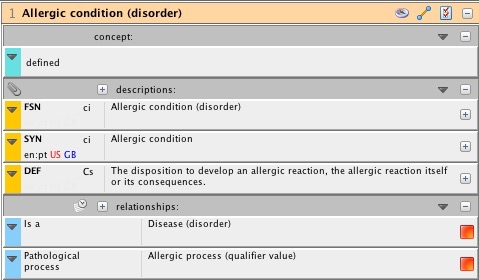 1 Allergic condition (disorder)
concept:
defined
descriptions:
FSN ci Allergic condition (disorder)
SYN ci Allergic condition
en:pt US GB
DEF Cs The disposition to develop an allergic reaction, the allergic reaction itself
or its consequences.
relationships:
Is a Disease (disorder)
Pathological Allergic process (qualifier value)
process